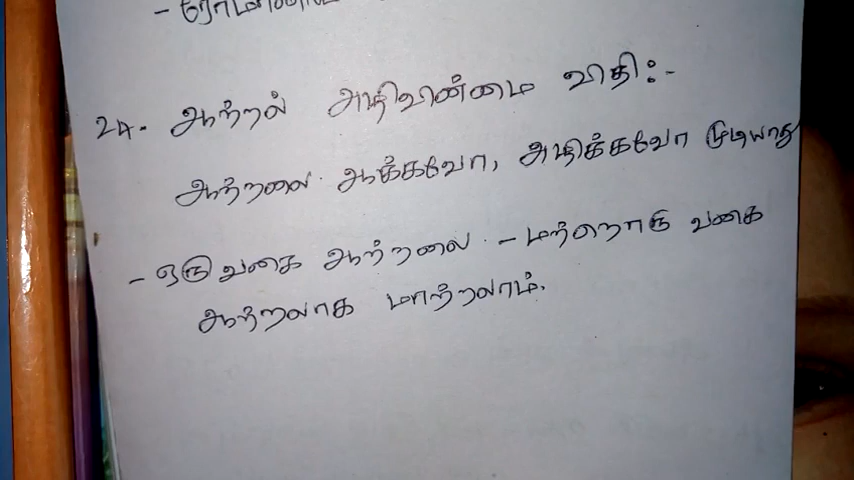 24. ஆற்றல் அழிவின்மை விதி:-
ஆற்றலை ஆக்கவோ, அழிக்கவோ முடியாது
- ஒரு வகை ஆற்றலை - மற்றொரு வகை
ஆற்றலாக மாற்றலாம்.